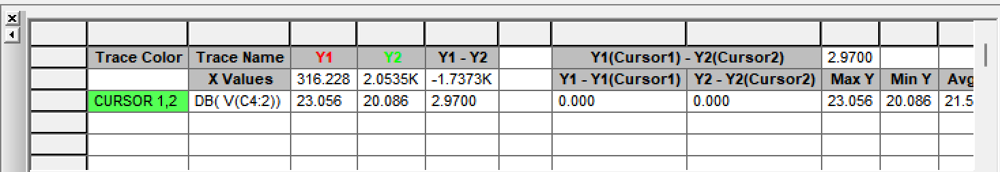 Trace Color Trace Name Y1 Y2 Y1 - Y2 Y1(Cursor1) - Y2(Cursor2) 2.9700
X Values 316.228 2.0535K -1.7373K Y1 - Y1(Cursor1) Y2 - Y2(Cursor2) Max Y Min Y Avg
CURSOR 1,2 DB( V(C4:2)) 23.056 20.086 2.9700 0.000 0.000 23.056 20.086 21.5